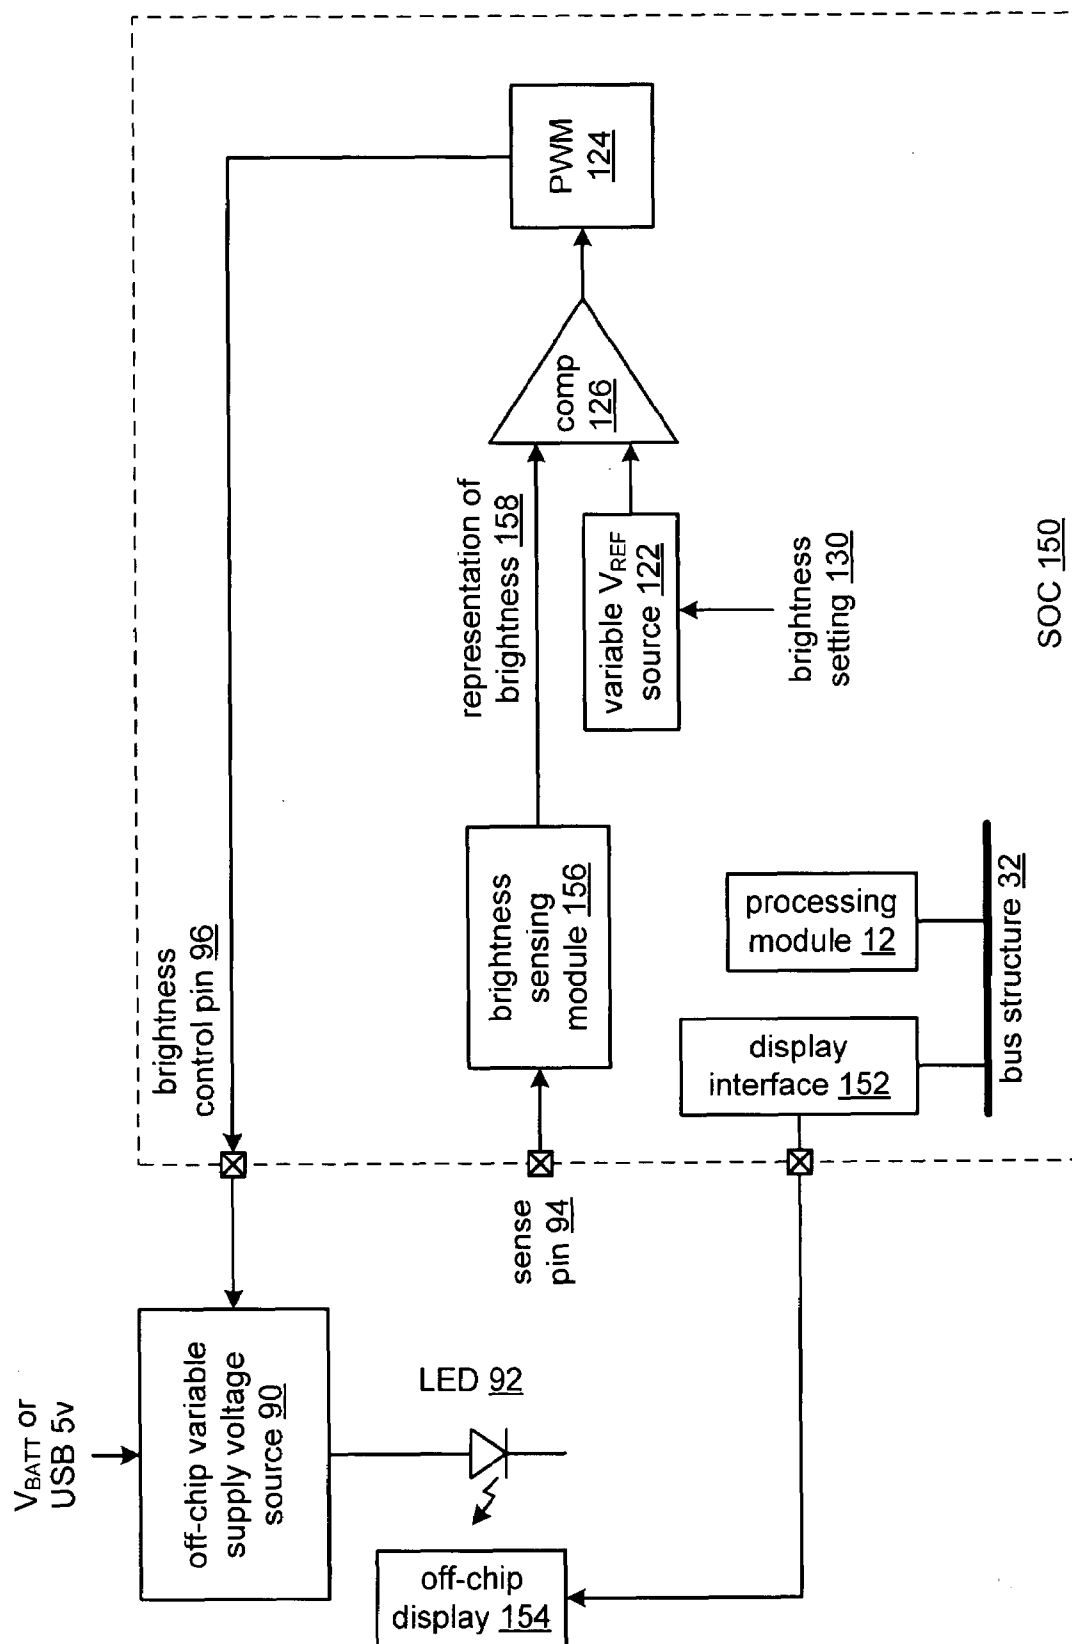 V_BATT or
USB 5v
off-chip variable
supply voltage
source 90
LED 92
off-chip
display 154
brightness
control pin 96
sense
pin 94
brightness
sensing
module 156
display
interface 152
processing
module 12
bus structure 32
representation of
brightness 158
variable V_REF
source 122
brightness
setting 130
comp
126
PWM
124
SOC 150